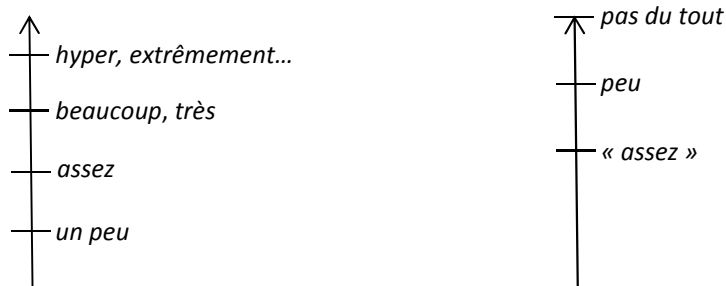 hyper, extrêmement…
beaucoup, très
assez
un peu
pas du tout
peu
« assez »